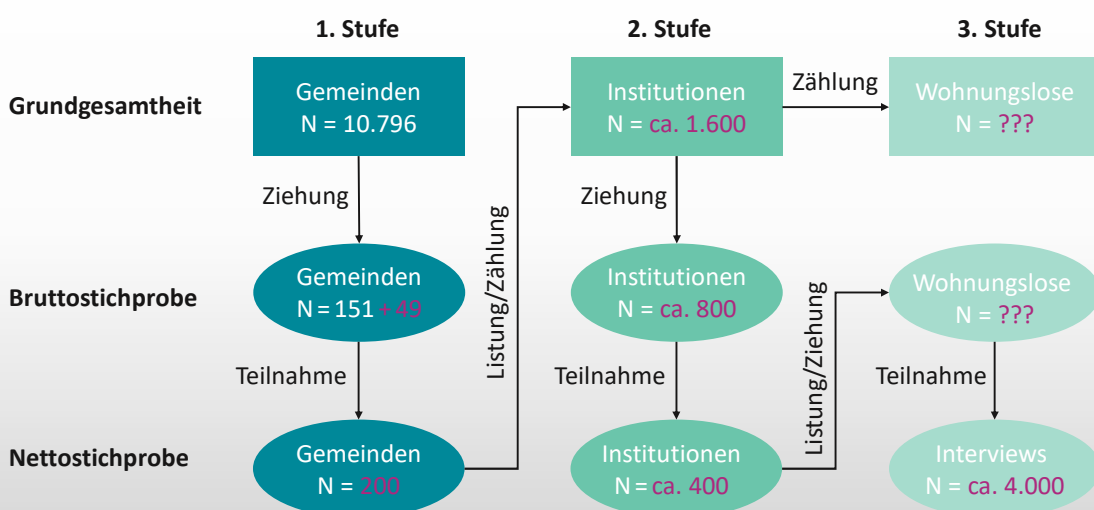 1. Stufe
2. Stufe
3. Stufe
Grundgesamtheit
Gemeinden
N = 10.796
Institutionen
N = ca. 1.600
Zählung
Wohnungslose
N = ???
Ziehung
Ziehung
Listung/Zählung
Bruttostichprobe
Gemeinden
N = 151 + 49
Institutionen
N = ca. 800
Listung/Ziehung
Wohnungslose
N = ???
Teilnahme
Teilnahme
Teilnahme
Nettostichprobe
Gemeinden
N = 200
Institutionen
N = ca. 400
Interviews
N = ca. 4.000